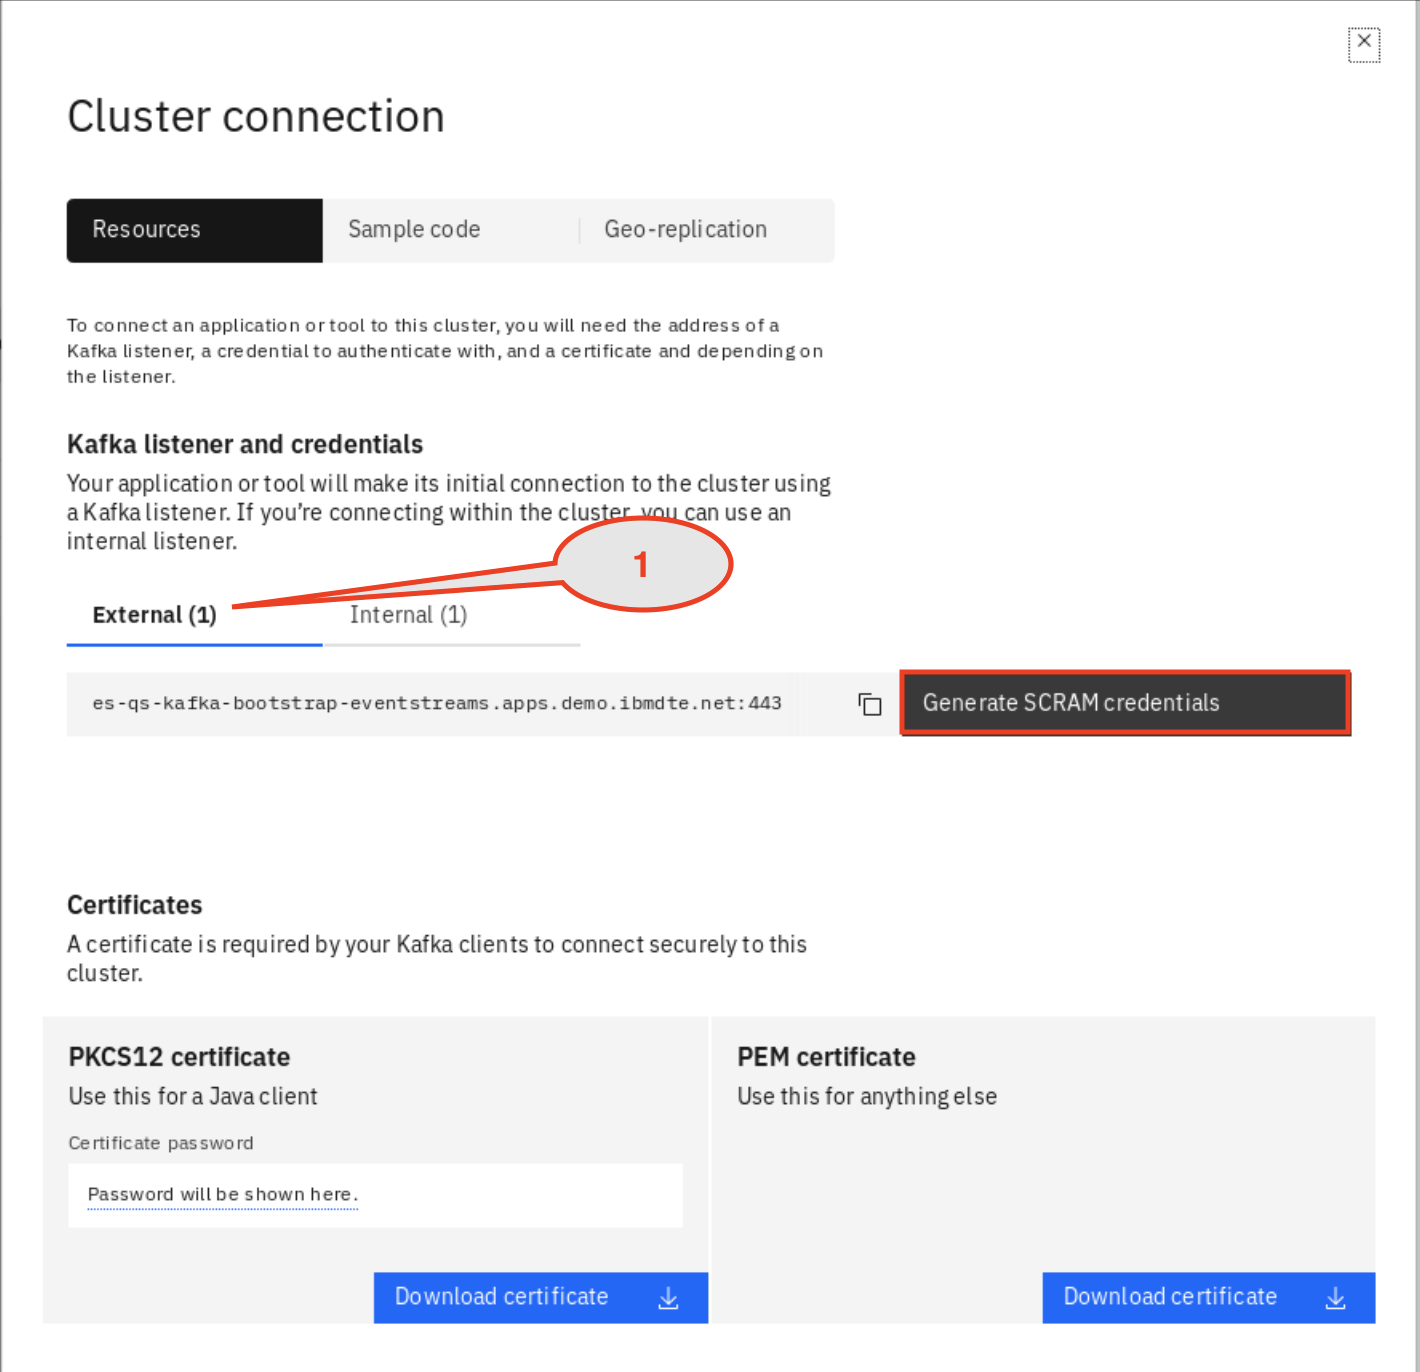 Cluster connection
Resources
Sample code
Geo-replication
To connect an application or tool to this cluster, you will need the address of a
Kafka listener, a credential to authenticate with, and a certificate and depending on
the listener.
Kafka listener and credentials
Your application or tool will make its initial connection to the cluster using
a Kafka listener. If you're connecting within the cluster, you can use an
internal listener.
1
External (1)
Internal (1)
es-qs-kafka-bootstrap-eventstreams.apps.demo.ibmdte.net:443
Generate SCRAM credentials
Certificates
A certificate is required by your Kafka clients to connect securely to this
cluster.
PKCS12 certificate
Use this for a Java client
Certificate password
Password will be shown here.
Download certificate
PEM certificate
Use this for anything else
Download certificate